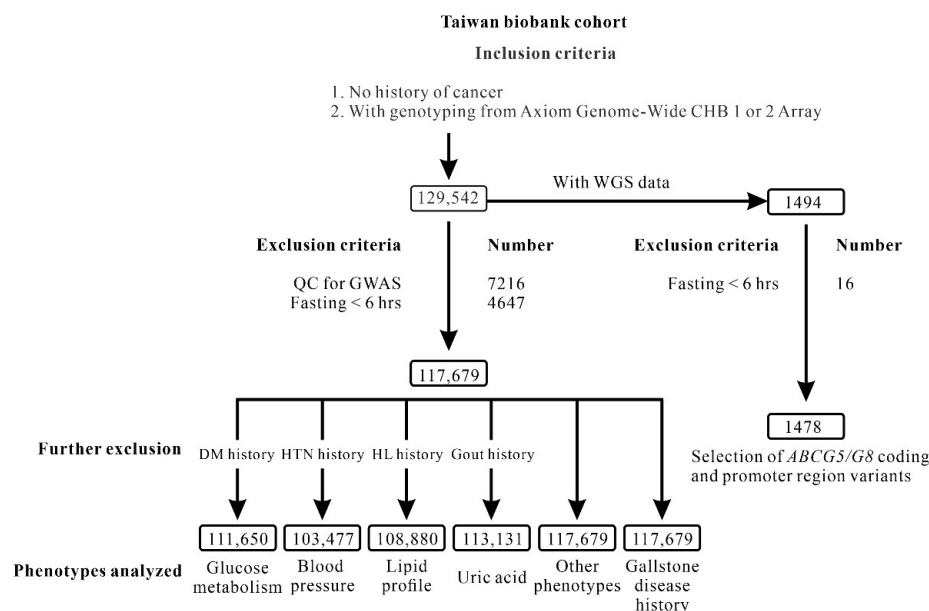 Taiwan biobank cohort
Inclusion criteria
1. No history of cancer
2. With genotyping from Axiom Genome-Wide CHB 1 or 2 Array
129,542
With WGS data
1494
Exclusion criteria Number
QC for GWAS 7216
Fasting < 6 hrs 4647
Exclusion criteria Number
Fasting < 6 hrs 16
117,679
1478
Selection of ABCG5/G8 coding
and promoter region variants
Further exclusion
DM history HTN history HL history Gout history
111,650 103,477 108,880 113,131 117,679 117,679
Phenotypes analyzed
Glucose
metabolism
Blood
pressure
Lipid
profile
Uric acid
Other
phenotypes
Gallstone
disease
history